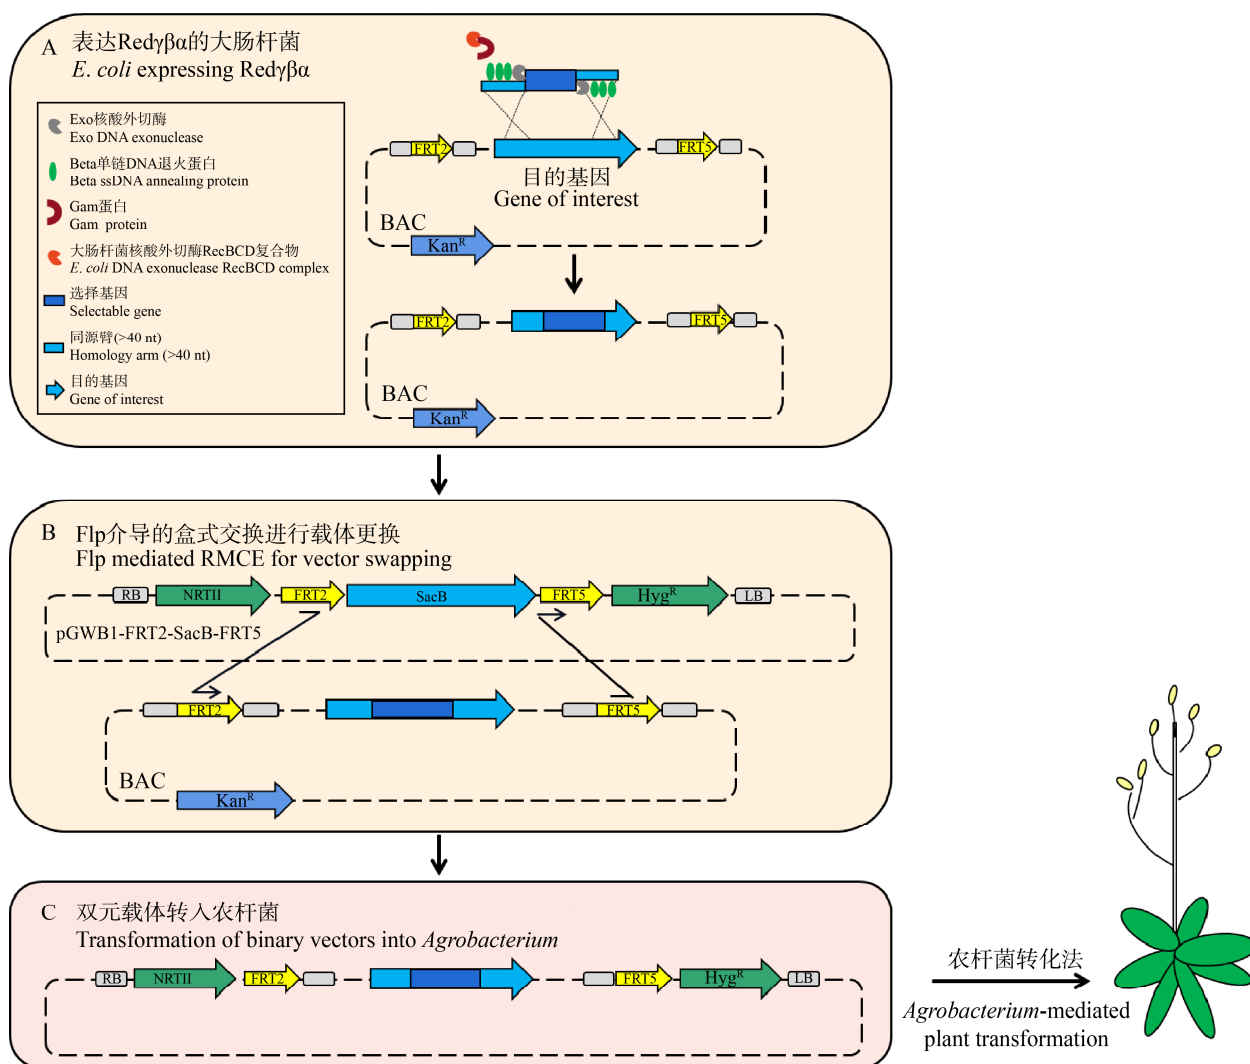 A 表达Redγβα的大肠杆菌
E. coli expressing Redγβα
Exo核酸外切酶
Exo DNA exonuclease
Beta单链DNA退火蛋白
Beta ssDNA annealing protein
Gam蛋白
Gam protein
大肠杆菌核酸外切酶RecBCD复合物
E. coli DNA exonuclease RecBCD complex
选择基因
Selectable gene
同源臂(>40 nt)
Homology arm (>40 nt)
目的基因
Gene of interest
FRT2
FRT5
目的基因
Gene of interest
BAC
Kanᴿ
FRT2
FRT5
BAC
Kanᴿ
B Flp介导的盒式交换进行载体更换
Flp mediated RMCE for vector swapping
RB NRTII FRT2 SacB FRT5 Hygᴿ LB
pGWB1-FRT2-SacB-FRT5
FRT2 FRT5
BAC
Kanᴿ
C 双元载体转入农杆菌
Transformation of binary vectors into Agrobacterium
RB NRTII FRT2 FRT5 Hygᴿ LB
农杆菌转化法
Agrobacterium-mediated
plant transformation